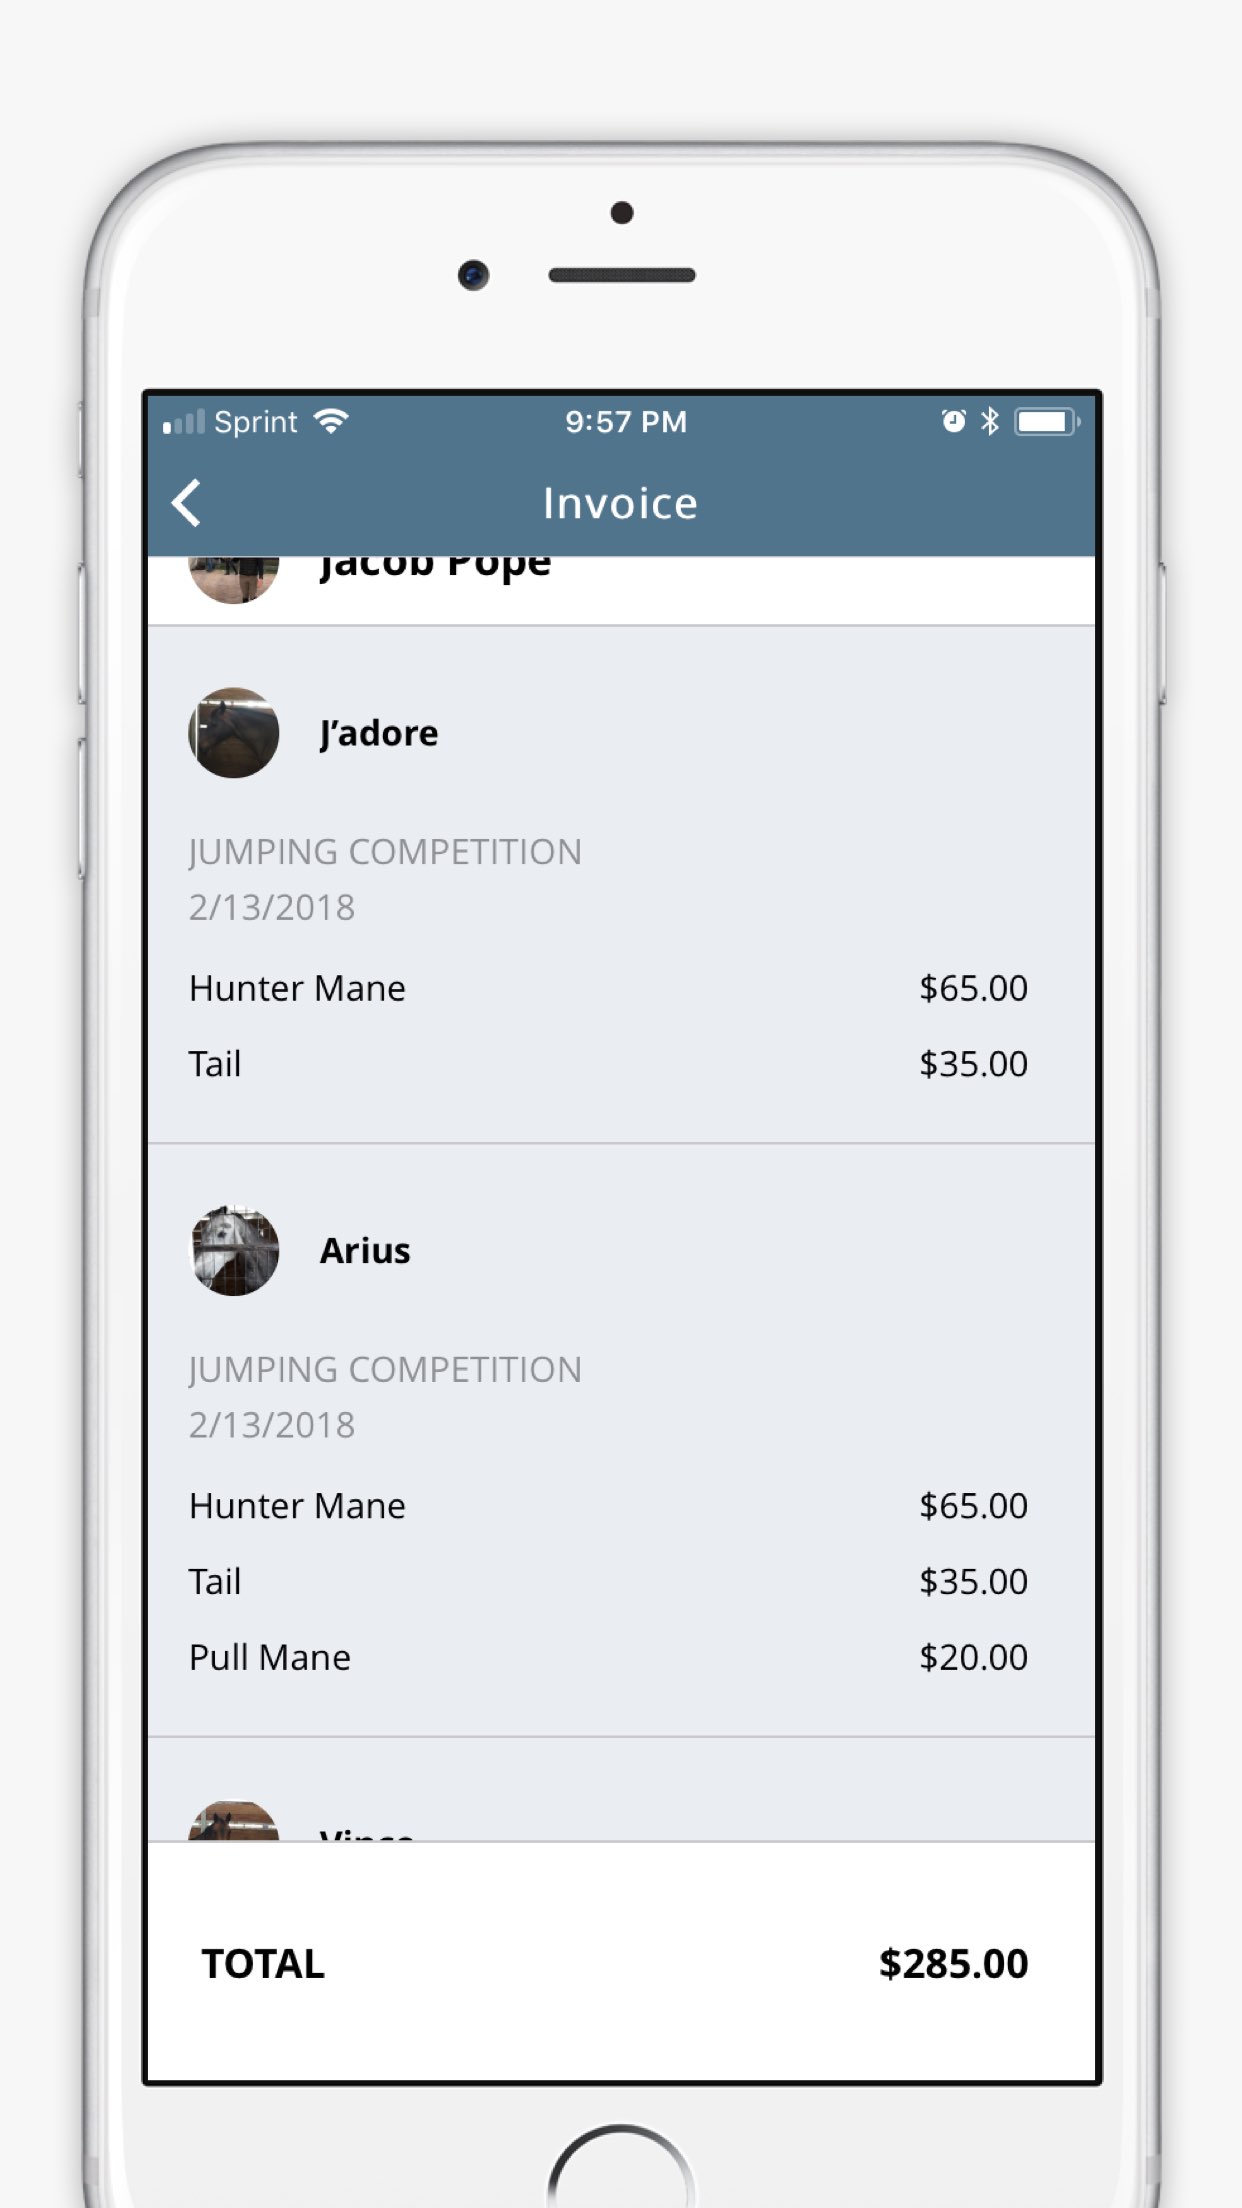 Sprint 9:57 PM
Invoice
Jacob Pope
J’adore
JUMPING COMPETITION
2/13/2018
Hunter Mane $65.00
Tail $35.00
Arius
JUMPING COMPETITION
2/13/2018
Hunter Mane $65.00
Tail $35.00
Pull Mane $20.00
TOTAL $285.00